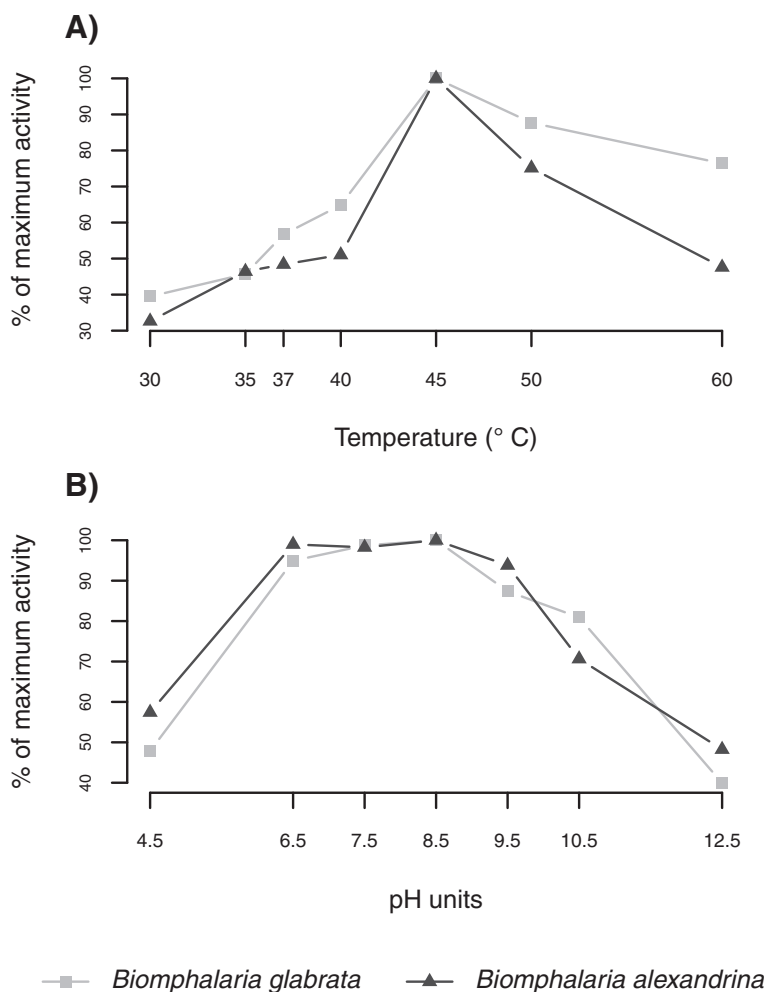 A)
% of maximum activity
100
90
80
70
60
50
40
30
30 35 37 40 45 50 60
Temperature (° C)
B)
% of maximum activity
100
90
80
70
60
50
40
4.5 6.5 7.5 8.5 9.5 10.5 12.5
pH units
Biomphalaria glabrata Biomphalaria alexandrina